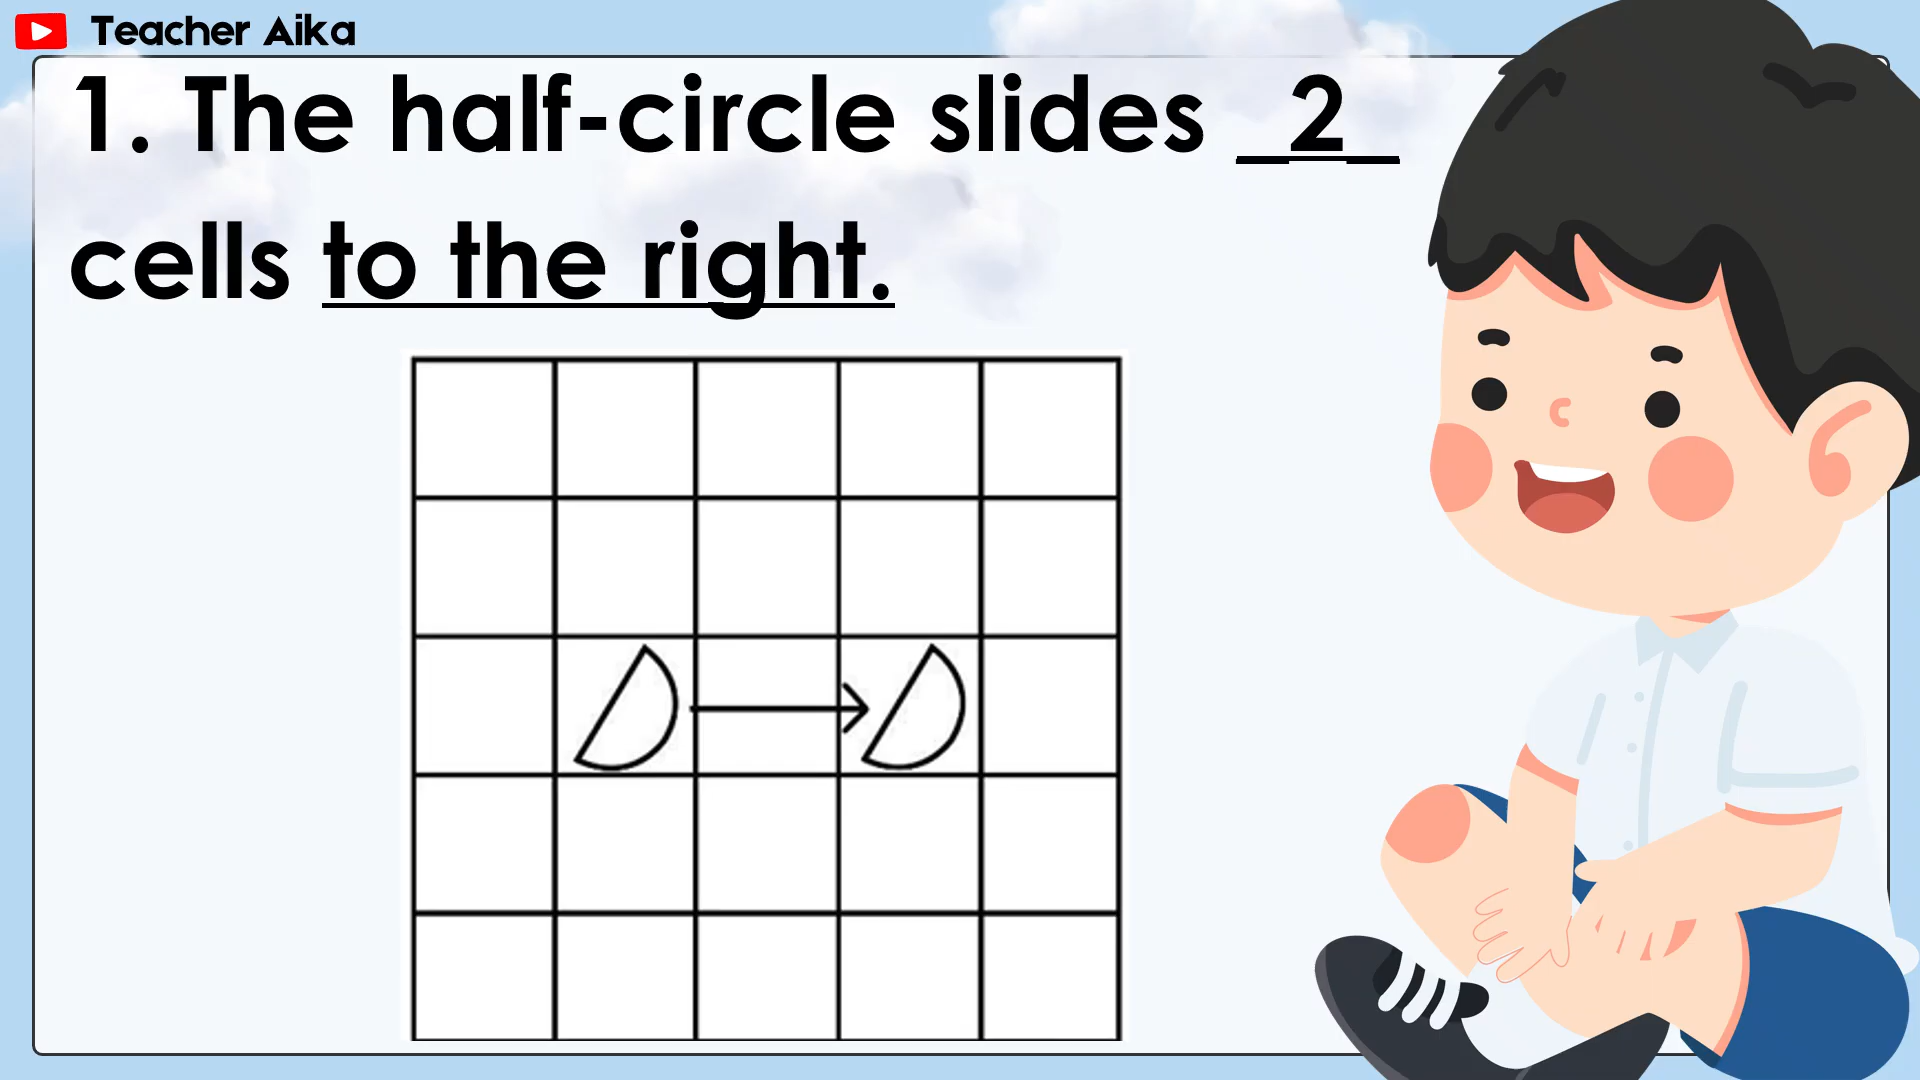 Teacher Aika
1. The half-circle slides _2_
cells to the right.